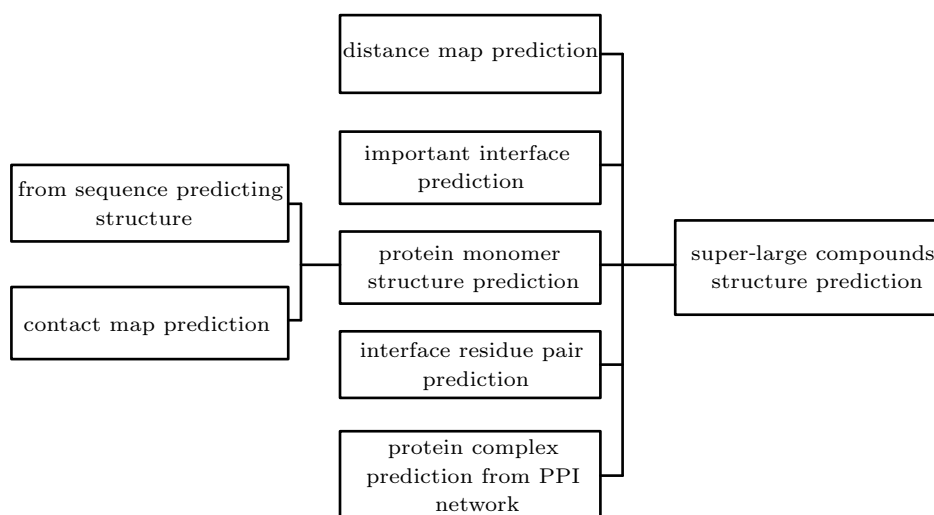 distance map prediction
important interface
prediction
from sequence predicting
structure
protein monomer
structure prediction
super-large compounds
structure prediction
contact map prediction
interface residue pair
prediction
protein complex
prediction from PPI
network